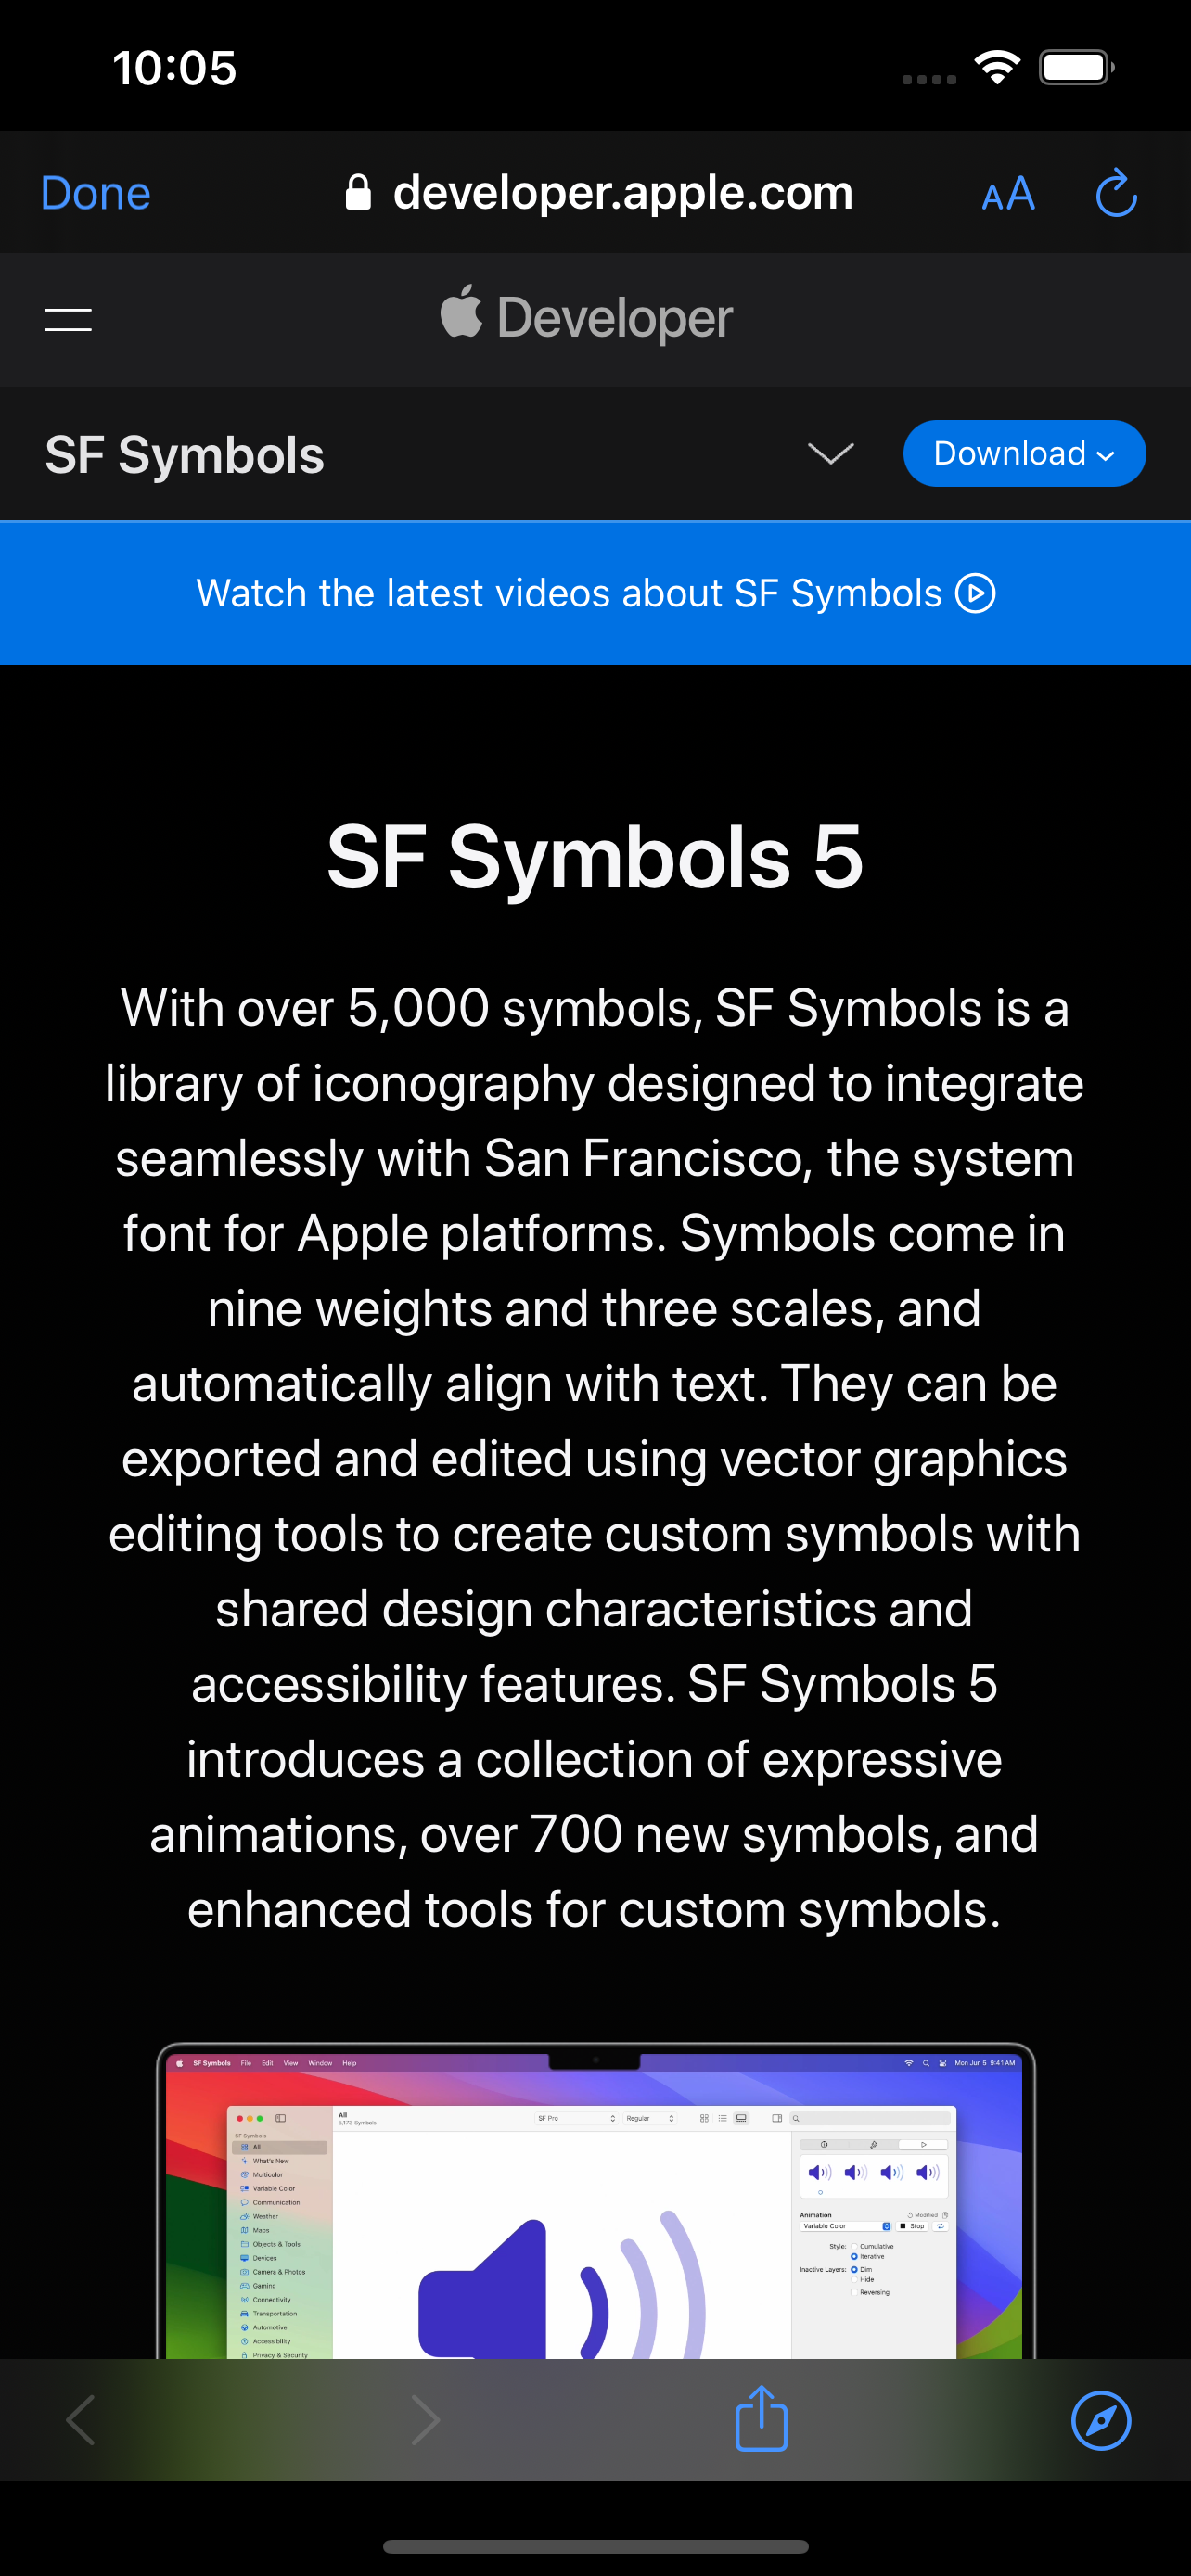 10:05
Done
developer.apple.com
AA
Developer
SF Symbols
Download
Watch the latest videos about SF Symbols
SF Symbols 5
With over 5,000 symbols, SF Symbols is a
library of iconography designed to integrate
seamlessly with San Francisco, the system
font for Apple platforms. Symbols come in
nine weights and three scales, and
automatically align with text. They can be
exported and edited using vector graphics
editing tools to create custom symbols with
shared design characteristics and
accessibility features. SF Symbols 5
introduces a collection of expressive
animations, over 700 new symbols, and
enhanced tools for custom symbols.
SF Symbols File Edit View Window Help
Mon Jun 5 9:41 AM
All
5,173 Symbols
SF Pro
Regular
SF Symbols
All
What's New
Multicolor
Variable Color
Communication
Weather
Maps
Objects & Tools
Devices
Camera & Photos
Gaming
Connectivity
Transportation
Automotive
Accessibility
Privacy & Security
Animation
Modified
Variable Color
Stop
Style:
Cumulative
Iterative
Inactive Layers:
Dim
Hide
Reversing